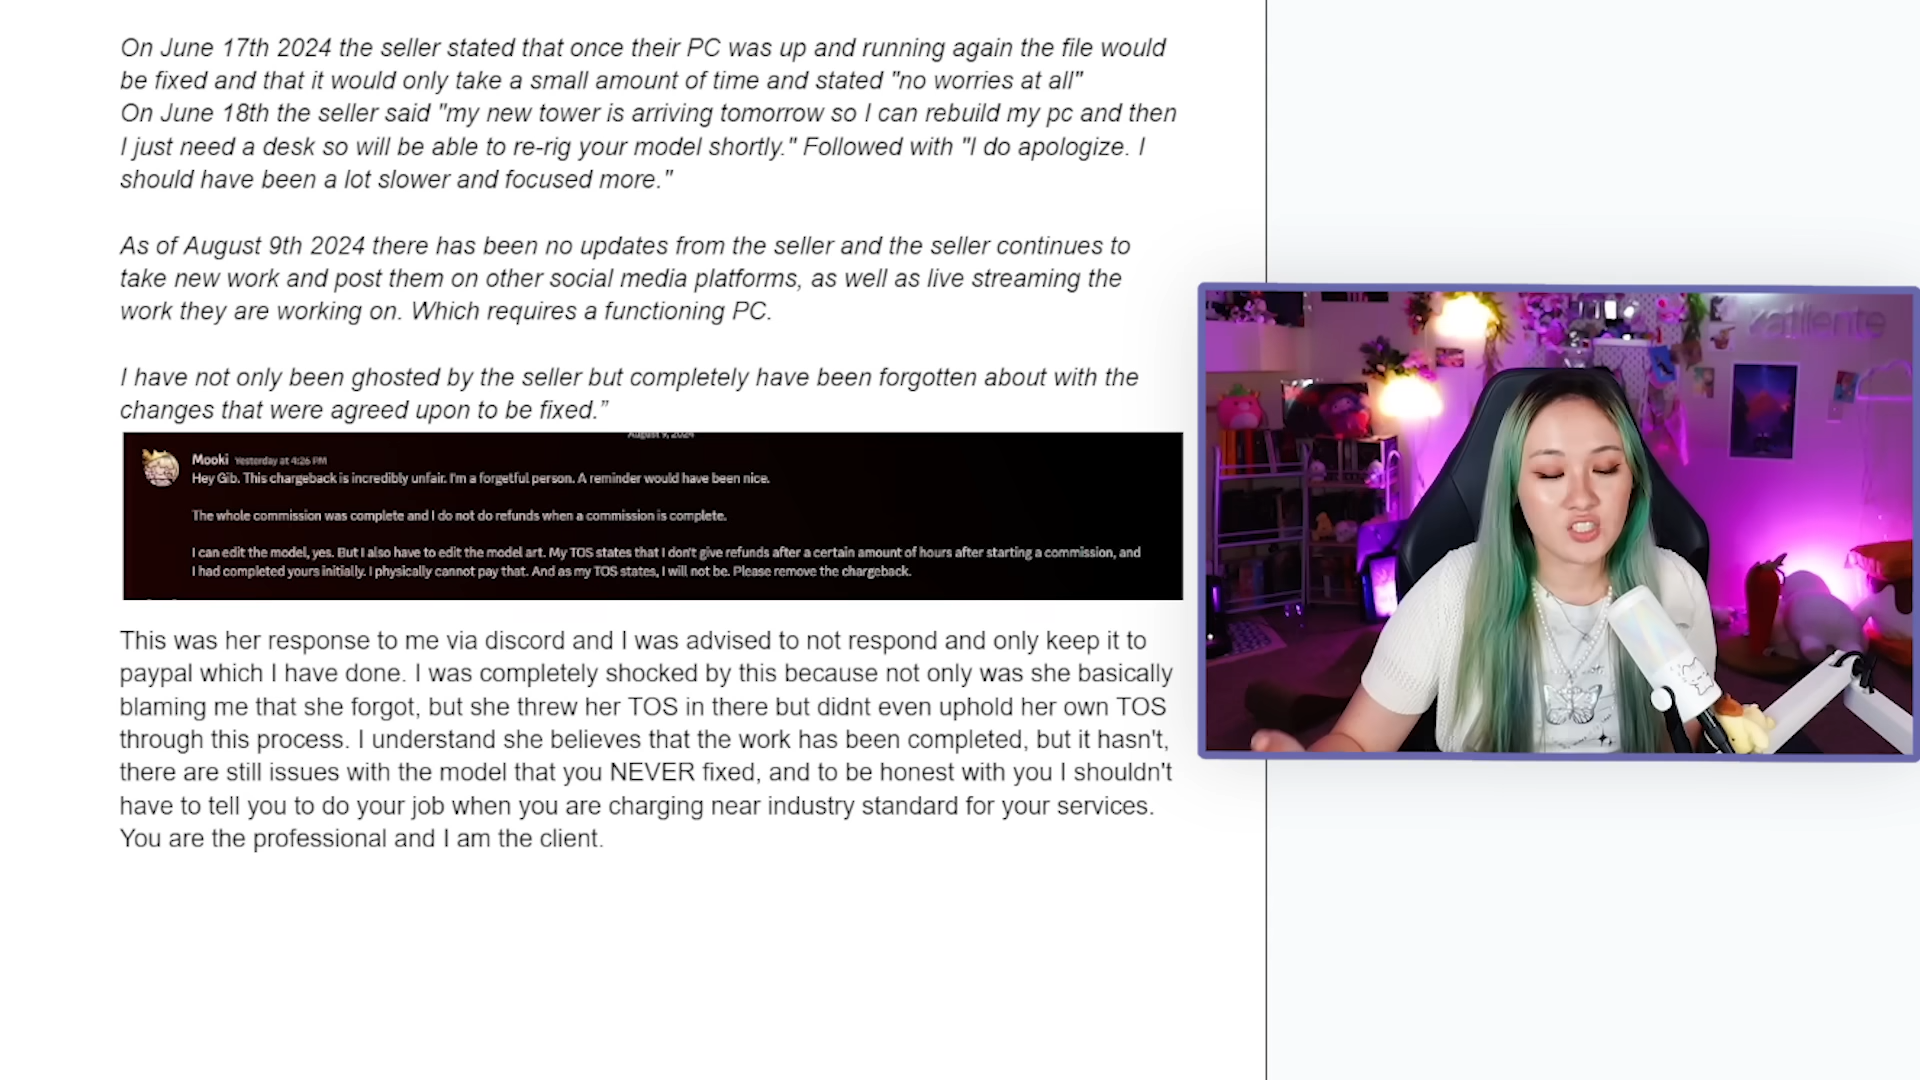 On June 17th 2024 the seller stated that once their PC was up and running again the file would
be fixed and that it would only take a small amount of time and stated "no worries at all"
On June 18th the seller said "my new tower is arriving tomorrow so I can rebuild my pc and then
I just need a desk so will be able to re-rig your model shortly." Followed with "I do apologize. I
should have been a lot slower and focused more."
As of August 9th 2024 there has been no updates from the seller and the seller continues to
take new work and post them on other social media platforms, as well as live streaming the
work they are working on. Which requires a functioning PC.
I have not only been ghosted by the seller but completely have been forgotten about with the
changes that were agreed upon to be fixed.”
August 9, 2024
Mooki Yesterday at 4:26 PM
Hey Gib. This chargeback is incredibly unfair. I'm a forgetful person. A reminder would have been nice.
The whole commission was complete and I do not do refunds when a commission is complete.
I can edit the model, yes. But I also have to edit the model art. My TOS states that I don't give refunds after a certain amount of hours after starting a commission, and
I had completed yours initially. I physically cannot pay that. And as my TOS states, I will not be. Please remove the chargeback.
This was her response to me via discord and I was advised to not respond and only keep it to
paypal which I have done. I was completely shocked by this because not only was she basically
blaming me that she forgot, but she threw her TOS in there but didnt even uphold her own TOS
through this process. I understand she believes that the work has been completed, but it hasn't,
there are still issues with the model that you NEVER fixed, and to be honest with you I shouldn't
have to tell you to do your job when you are charging near industry standard for your services.
You are the professional and I am the client.